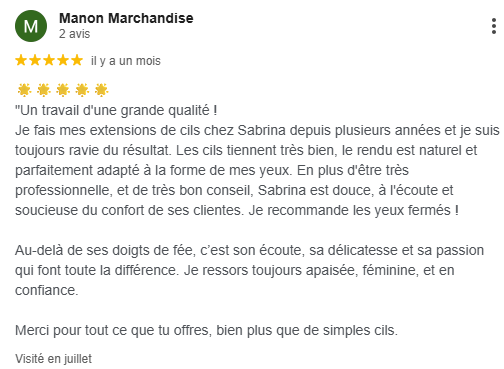 M
Manon Marchandise
2 avis
il y a un mois
"Un travail d'une grande qualité !
Je fais mes extensions de cils chez Sabrina depuis plusieurs années et je suis
toujours ravie du résultat. Les cils tiennent très bien, le rendu est naturel et
parfaitement adapté à la forme de mes yeux. En plus d'être très
professionnelle, et de très bon conseil, Sabrina est douce, à l'écoute et
soucieuse du confort de ses clientes. Je recommande les yeux fermés !
Au-delà de ses doigts de fée, c’est son écoute, sa délicatesse et sa passion
qui font toute la différence. Je ressors toujours apaisée, féminine, et en
confiance.
Merci pour tout ce que tu offres, bien plus que de simples cils.
Visité en juillet